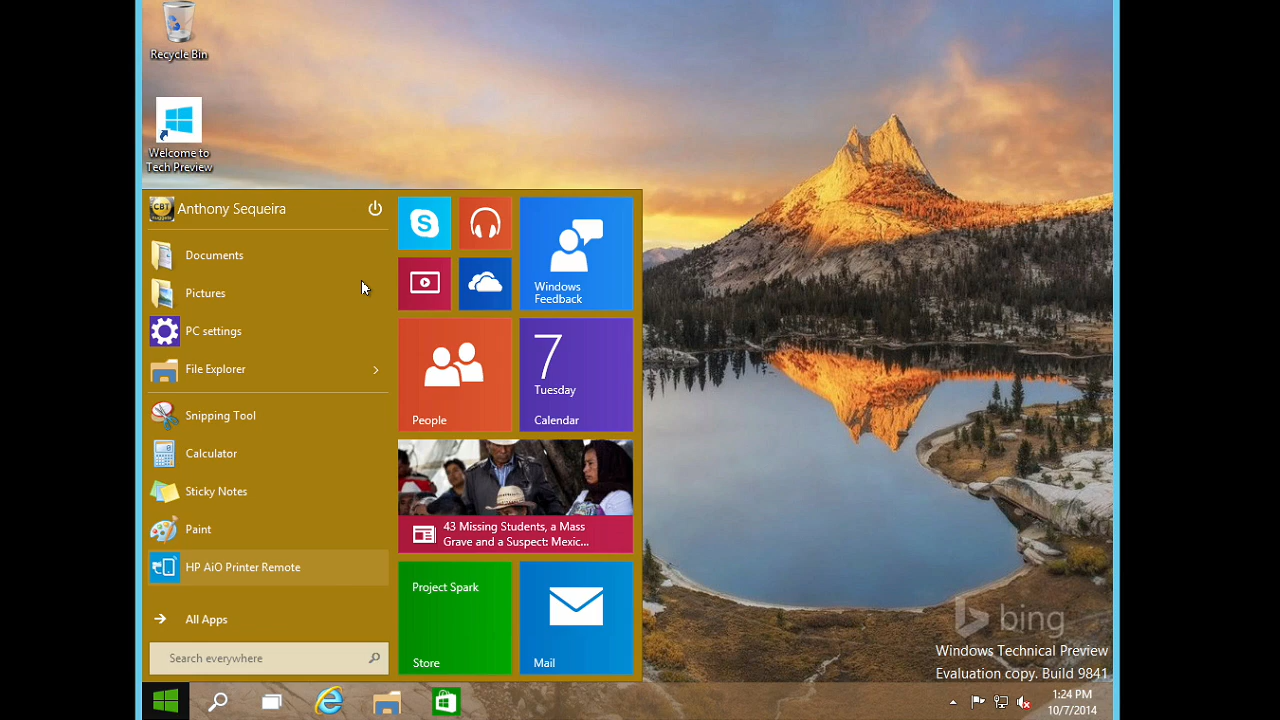 Recycle Bin
Welcome to
Tech Preview
CBT
Anthony Sequeira
Documents
Pictures
PC settings
File Explorer
Snipping Tool
Calculator
Sticky Notes
Paint
HP AiO Printer Remote
All Apps
Search everywhere
Windows
Feedback
People
7
Tuesday
Calendar
43 Missing Students, a Mass
Grave and a Suspect: Mexic...
Project Spark
Store
Mail
bing
Windows Technical Preview
Evaluation copy. Build 9841
1:24 PM
10/7/2014